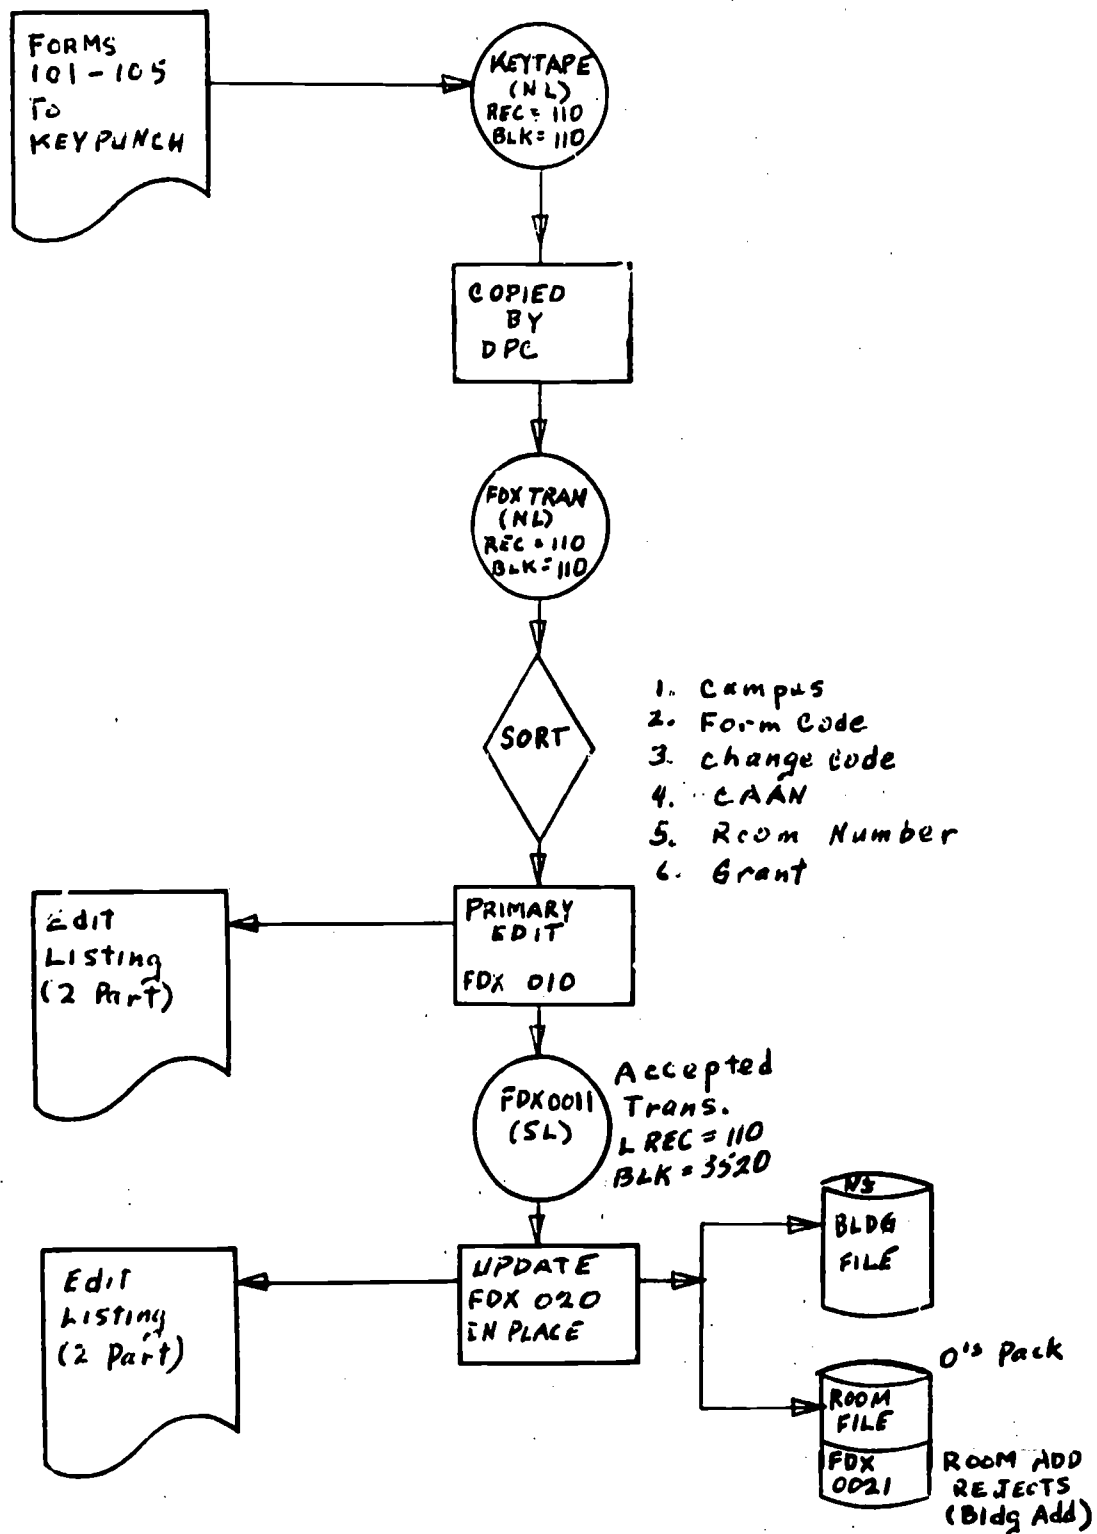 FORMS
101-105
TO
KEYPUNCH
KEYTAPE
(NL)
REC= 110
BLK= 110
COPIED
BY
DPC
FDX TRAN
(NL)
REC = 110
BLK= 110
SORT
1. Campus
2. Form Code
3. change code
4. CAAN
5. Room Number
6. Grant
PRIMARY
EDIT
FDX 010
Edit
Listing
(2 Part)
FDX0011
(SL)
Accepted
Trans.
L REC = 110
BLK = 3520
UPDATE
FDX 020
IN PLACE
Edit
Listing
(2 Part)
BLDG
FILE
O's Pack
ROOM
FILE
FDX
0021
ROOM ADD
REJECTS
(Bldg Add)